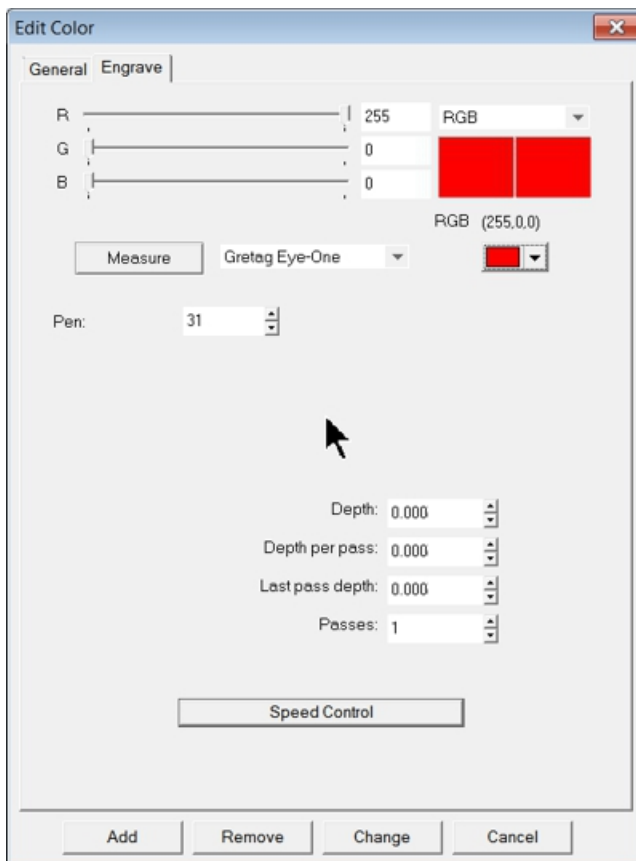 Edit Color
General Engrave
R 255 RGB
G 0
B 0
RGB (255,0,0)
Measure Gretag Eye-One
Pen: 31
Depth: 0.000
Depth per pass: 0.000
Last pass depth: 0.000
Passes: 1
Speed Control
Add Remove Change Cancel